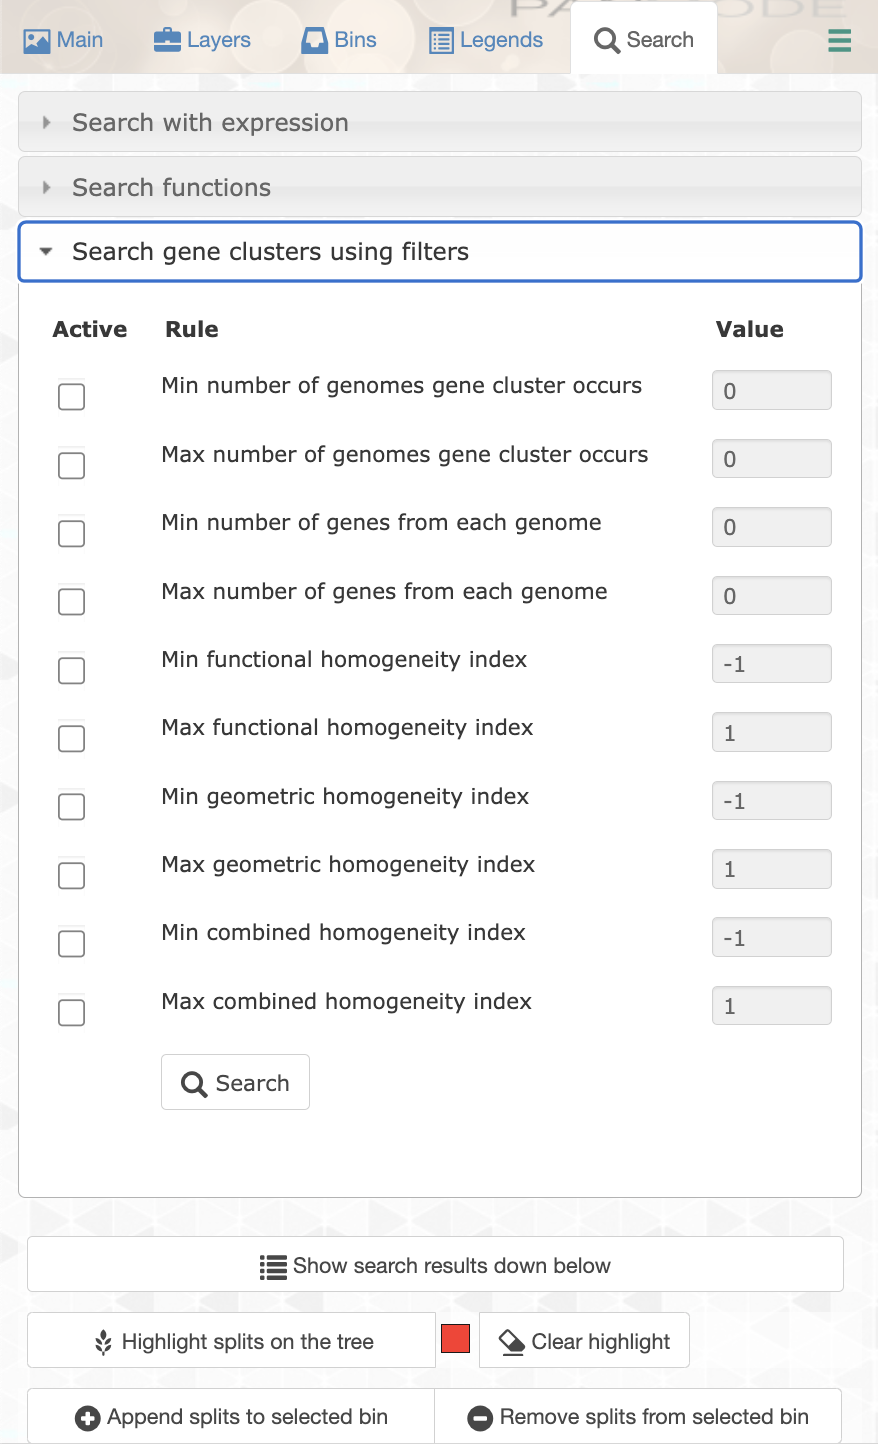 Main
Layers
Bins
Legends
Search
Search with expression
Search functions
Search gene clusters using filters
Active Rule Value
Min number of genomes gene cluster occurs 0
Max number of genomes gene cluster occurs 0
Min number of genes from each genome 0
Max number of genes from each genome 0
Min functional homogeneity index -1
Max functional homogeneity index 1
Min geometric homogeneity index -1
Max geometric homogeneity index 1
Min combined homogeneity index -1
Max combined homogeneity index 1
Search
Show search results down below
Highlight splits on the tree
Clear highlight
Append splits to selected bin
Remove splits from selected bin